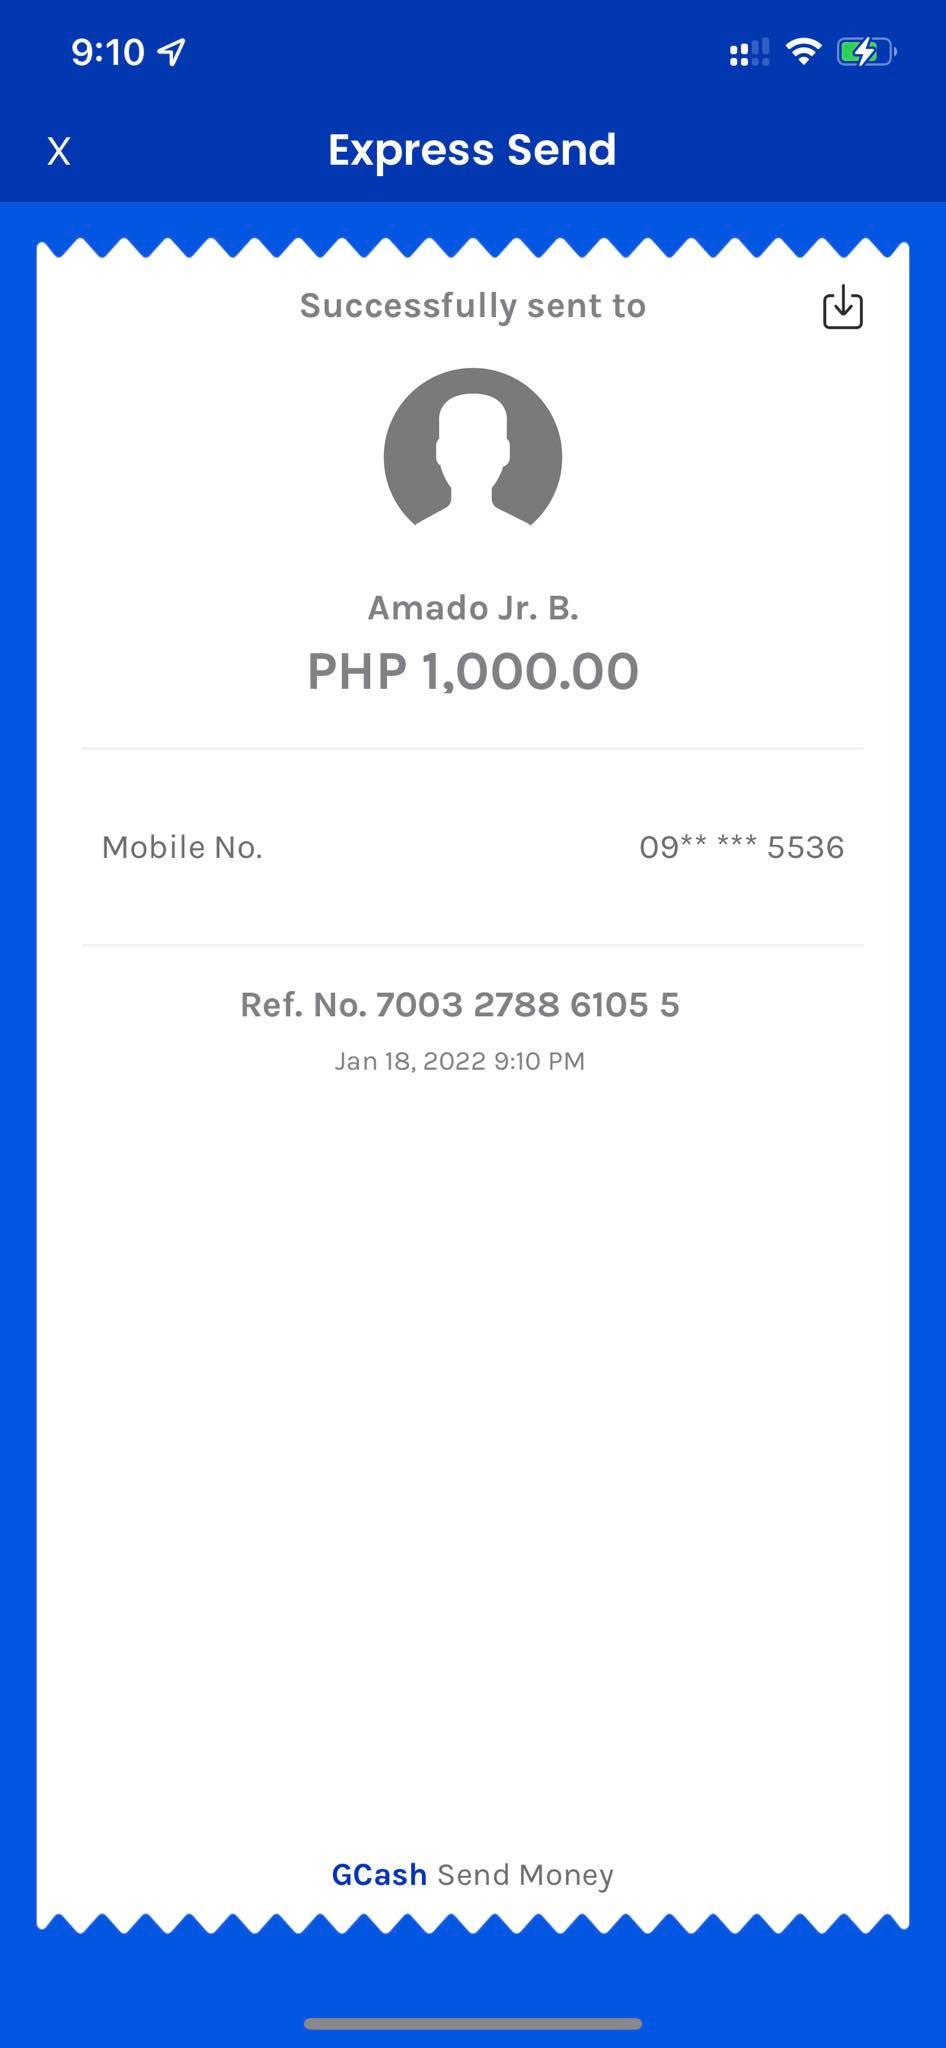 9:10
X Express Send
Successfully sent to
Amado Jr. B.
PHP 1,000.00
Mobile No. 09** *** 5536
Ref. No. 7003 2788 6105 5
Jan 18, 2022 9:10 PM
GCash Send Money